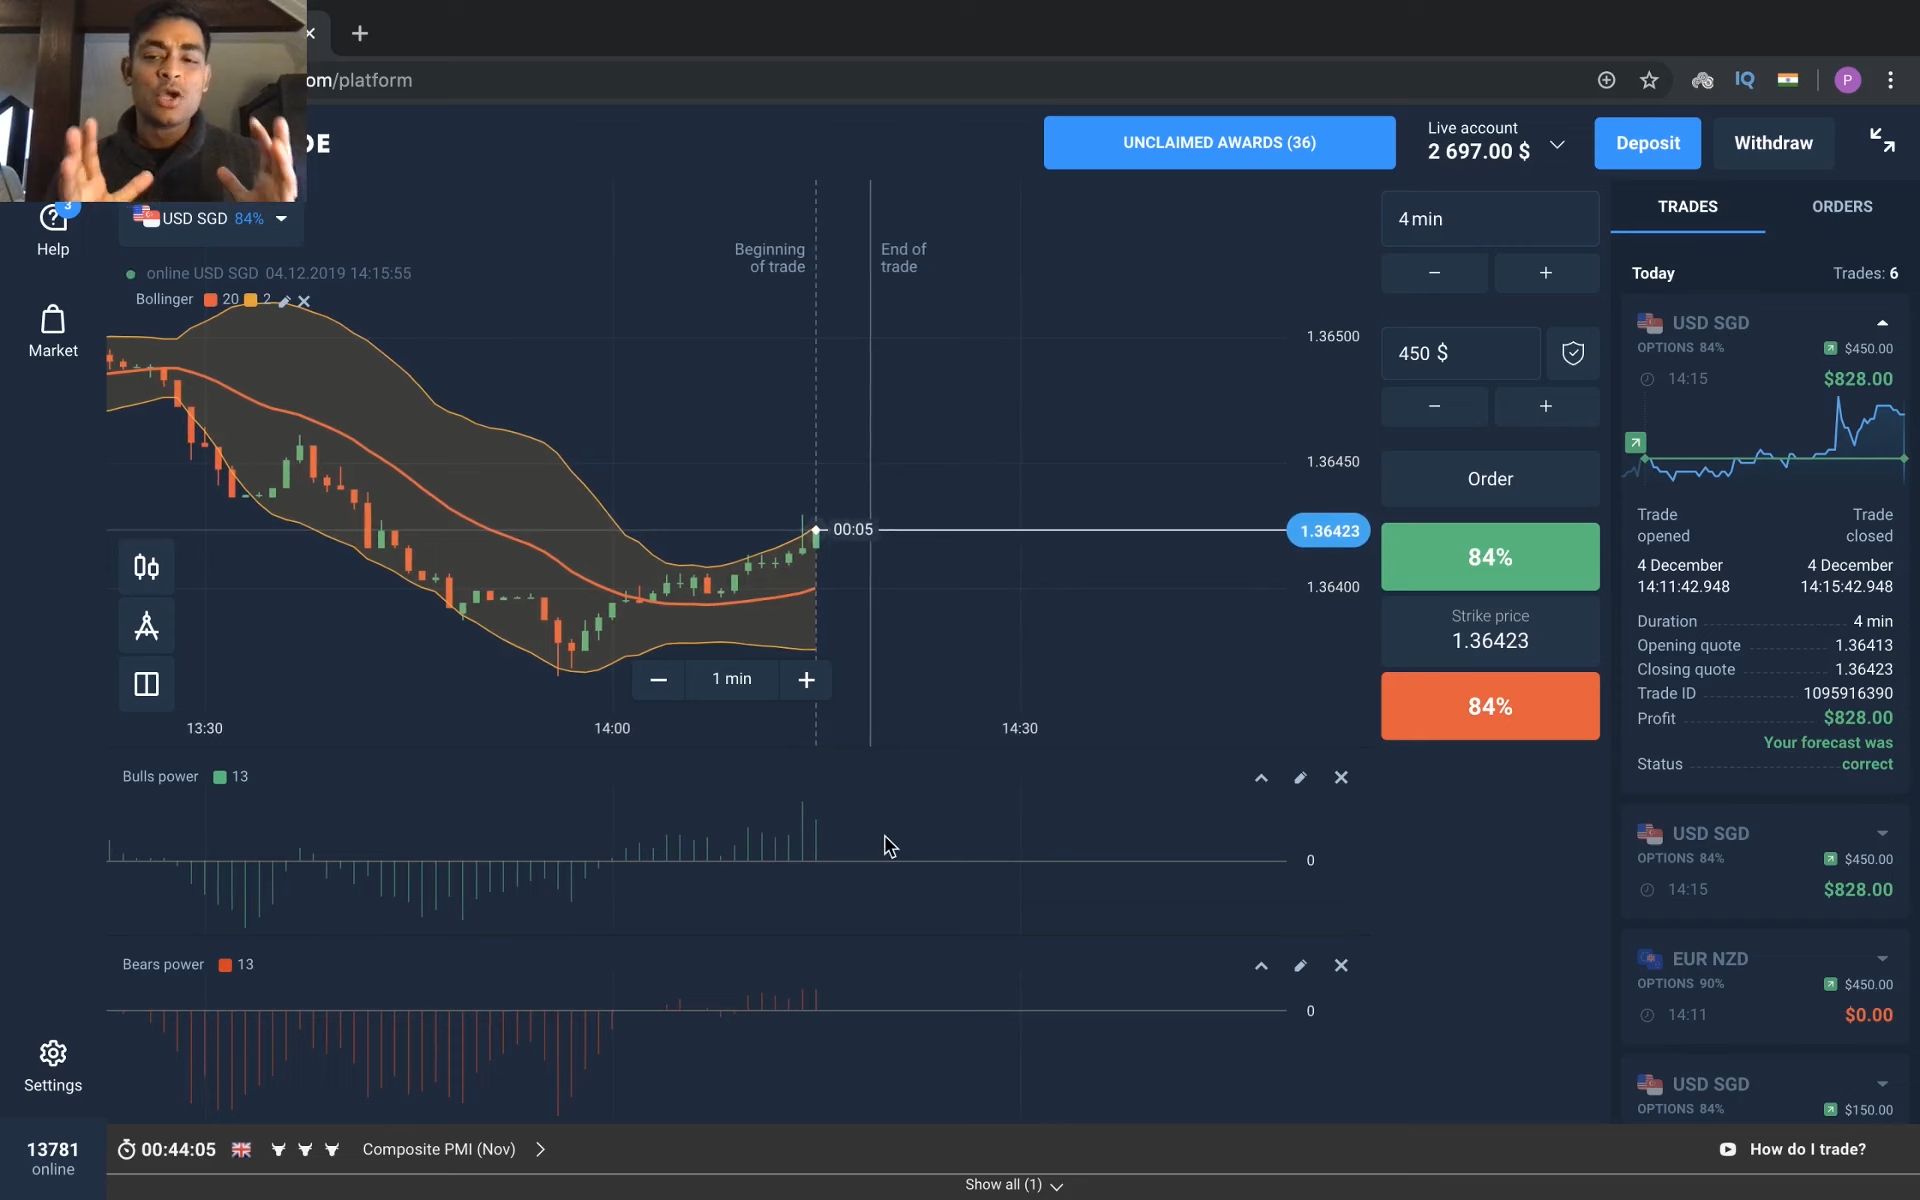 om/platform
P
IQ
DE
UNCLAIMED AWARDS (36)
Live account
2 697.00 $
Deposit
Withdraw
3
Help
USD SGD 84%
Beginning
of trade
End of
trade
online USD SGD 04.12.2019 14:15:55
Bollinger 20 2
Market
1.36500
1.36450
00:05
1.36423
1.36400
1 min
13:30
14:00
14:30
4 min
450 $
Order
84%
Strike price
1.36423
84%
TRADES
ORDERS
Today
Trades: 6
USD SGD
OPTIONS 84%
$450.00
14:15
$828.00
Trade
opened
Trade
closed
4 December
14:11:42.948
4 December
14:15:42.948
Duration 4 min
Opening quote 1.36413
Closing quote 1.36423
Trade ID 1095916390
Profit $828.00
Your forecast was
Status correct
USD SGD
OPTIONS 84% $450.00
14:15 $828.00
EUR NZD
OPTIONS 90% $450.00
14:11 $0.00
USD SGD
OPTIONS 84% $150.00
Bulls power 13
0
Bears power 13
0
Settings
13781
online
00:44:05
Composite PMI (Nov)
How do I trade?
Show all (1)